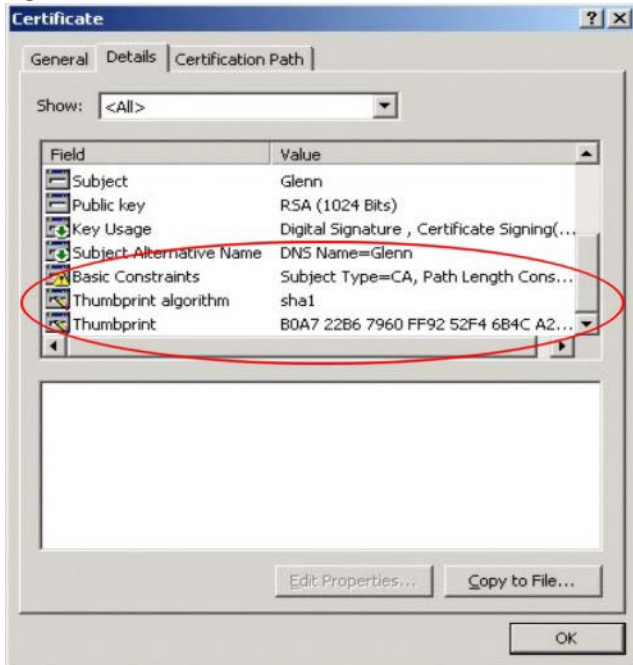 Certificate
General Details Certification Path
Show: <All>
Field Value
Subject Glenn
Public key RSA (1024 Bits)
Key Usage Digital Signature , Certificate Signing(...
Subject Alternative Name DNS Name=Glenn
Basic Constraints Subject Type=CA, Path Length Cons...
Thumbprint algorithm sha1
Thumbprint B0A7 22B6 7960 FF92 52F4 6B4C A2...
Edit Properties... Copy to File...
OK